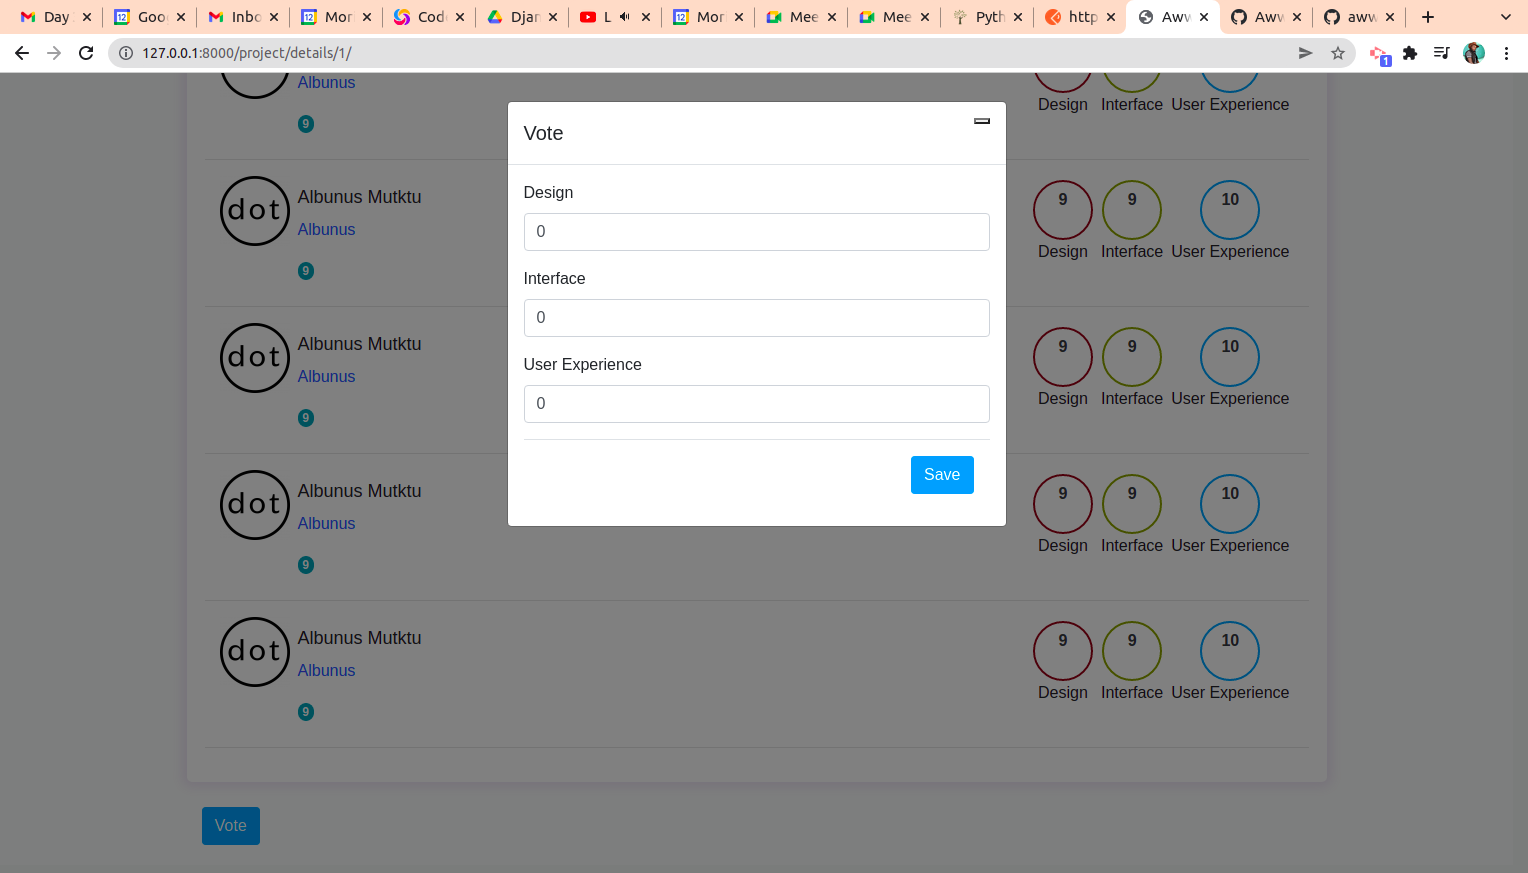 Day
Goo
Inbo
Mor
Cod
Djan
L
Mor
Mee
Mee
Pyth
http
Aww
Aww
aww
127.0.0.1:8000/project/details/1/
1
Albunus
9
Design Interface User Experience
Vote
Design
0
Interface
0
User Experience
0
Save
dot
Albunus Mutktu
Albunus
9
9 9 10
Design Interface User Experience
dot
Albunus Mutktu
Albunus
9
9 9 10
Design Interface User Experience
dot
Albunus Mutktu
Albunus
9
9 9 10
Design Interface User Experience
dot
Albunus Mutktu
Albunus
9
9 9 10
Design Interface User Experience
Vote